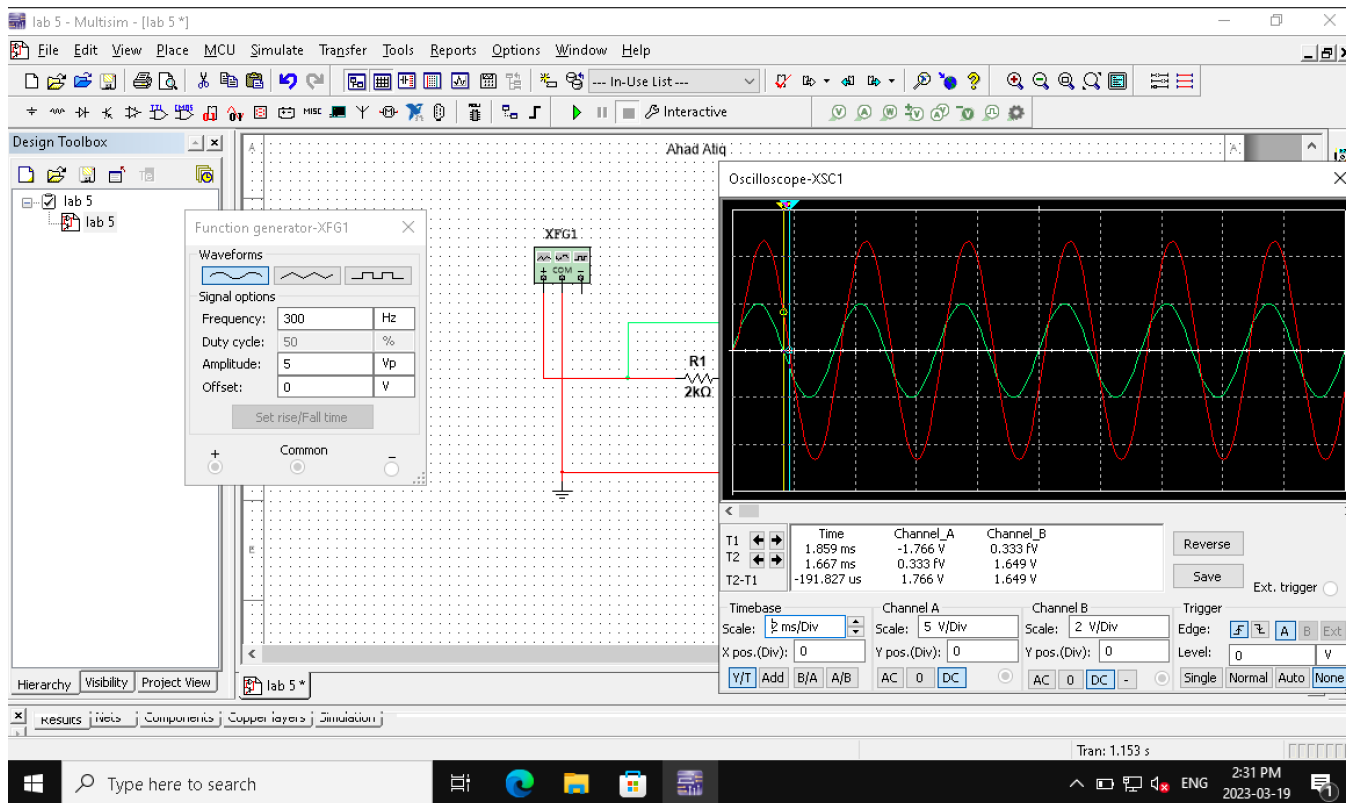 lab 5 - Multisim - [lab 5 *]
File Edit View Place MCU Simulate Transfer Tools Reports Options Window Help
--- In-Use List ---
MISC Interactive
Design Toolbox
lab 5
lab 5
A
Ahad Atiq
A
Oscilloscope-XSC1
Function generator-XFG1
Waveforms
Signal options
Frequency: 300 Hz
Duty cycle: 50 %
Amplitude: 5 Vp
Offset: 0 V
Set rise/Fall time
+ Common -
XFG1
+ COM -
R1
2kΩ
E
Time Channel_A Channel_B
T1 1.859 ms -1.766 V 0.333 fV
T2 1.667 ms 0.333 fV 1.649 V
T2-T1 -191.827 us 1.766 V 1.649 V
Reverse
Save
Ext. trigger
Timebase Channel A Channel B Trigger
Scale: ms/Div Scale: 5 V/Div Scale: 2 V/Div Edge: A B Ext
X pos.(Div): 0 Y pos.(Div): 0 Y pos.(Div): 0 Level: 0 V
Y/T Add B/A A/B AC 0 DC AC 0 DC - Single Normal Auto None
Hierarchy Visibility Project View
lab 5 *
Results Nets Components Copper layers Simulation
Tran: 1.153 s
Type here to search
ENG
2:31 PM
2023-03-19
1